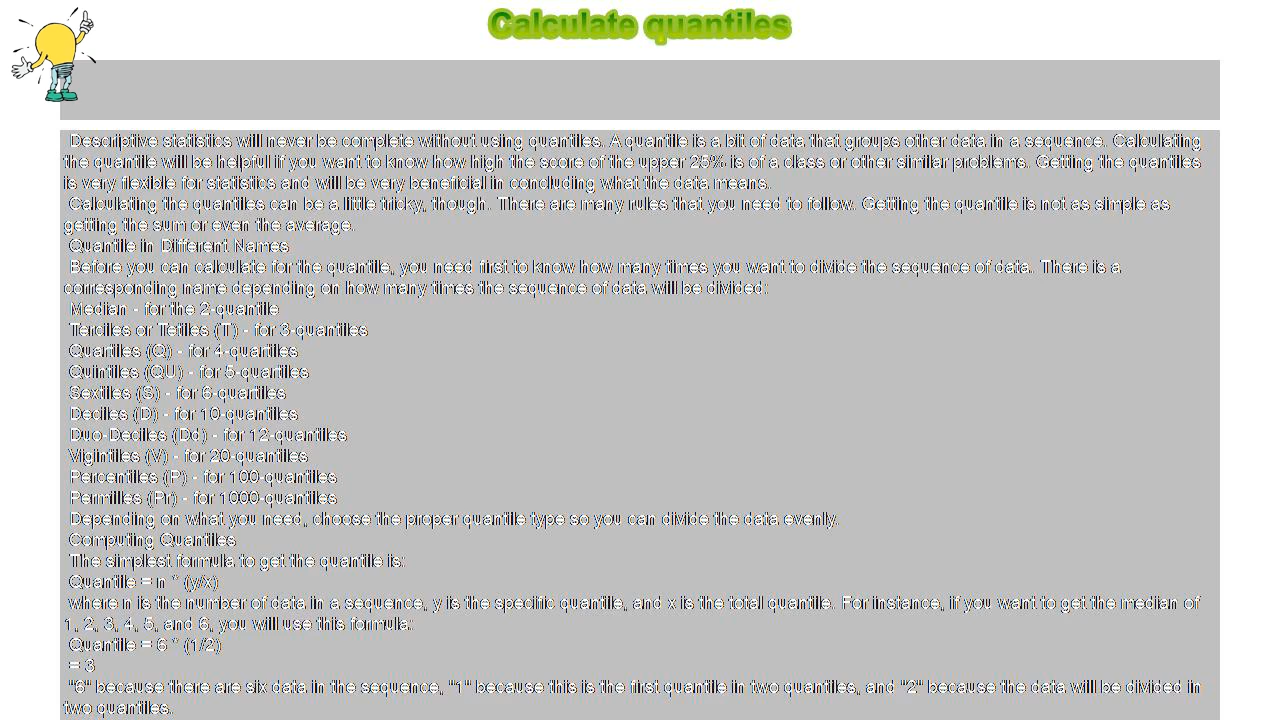 Calculate quantiles
Descriptive statistics will never be complete without using quantiles. A quantile is a bit of data that groups other data in a sequence. Calculating
the quantile will be helpful if you want to know how high the score of the upper 25% is of a class or other similar problems. Getting the quantiles
is very flexible for statistics and will be very beneficial in concluding what the data means.
Calculating the quantiles can be a little tricky, though. There are many rules that you need to follow. Getting the quantile is not as simple as
getting the sum or even the average.
Quantile in Different Names
Before you can calculate for the quantile, you need first to know how many times you want to divide the sequence of data. There is a
corresponding name depending on how many times the sequence of data will be divided:
Median - for the 2-quantile
Terciles or Tetiles (T) - for 3-quantiles
Quartiles (Q) - for 4-quartiles
Quintiles (QU) - for 5-quartiles
Sextiles (S) - for 6-quartiles
Deciles (D) - for 10-quantiles
Duo-Deciles (Dd) - for 12-quantiles
Vigintiles (V) - for 20-quantiles
Percentiles (P) - for 100-quantiles
Permilles (Pr) - for 1000-quantiles
Depending on what you need, choose the proper quantile type so you can divide the data evenly.
Computing Quantiles
The simplest formula to get the quantile is:
Quantile = n * (y/x)
where n is the number of data in a sequence, y is the specific quantile, and x is the total quantile. For instance, if you want to get the median of
1, 2, 3, 4, 5, and 6, you will use this formula:
Quantile = 6 * (1/2)
= 3
"6" because there are six data in the sequence, "1" because this is the first quantile in two quantiles, and "2" because the data will be divided in
two quantiles.